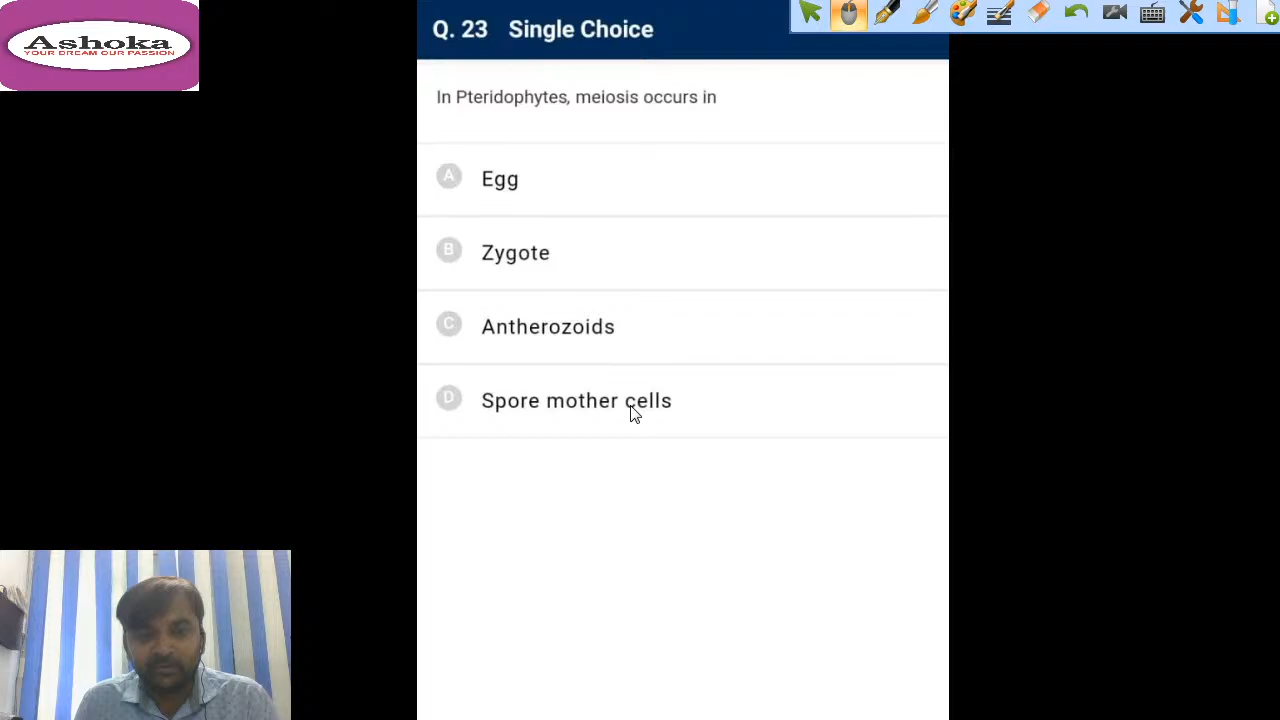 Ashoka
YOUR DREAM OUR PASSION
Q. 23 Single Choice
In Pteridophytes, meiosis occurs in
A Egg
B Zygote
C Antherozoids
D Spore mother cells